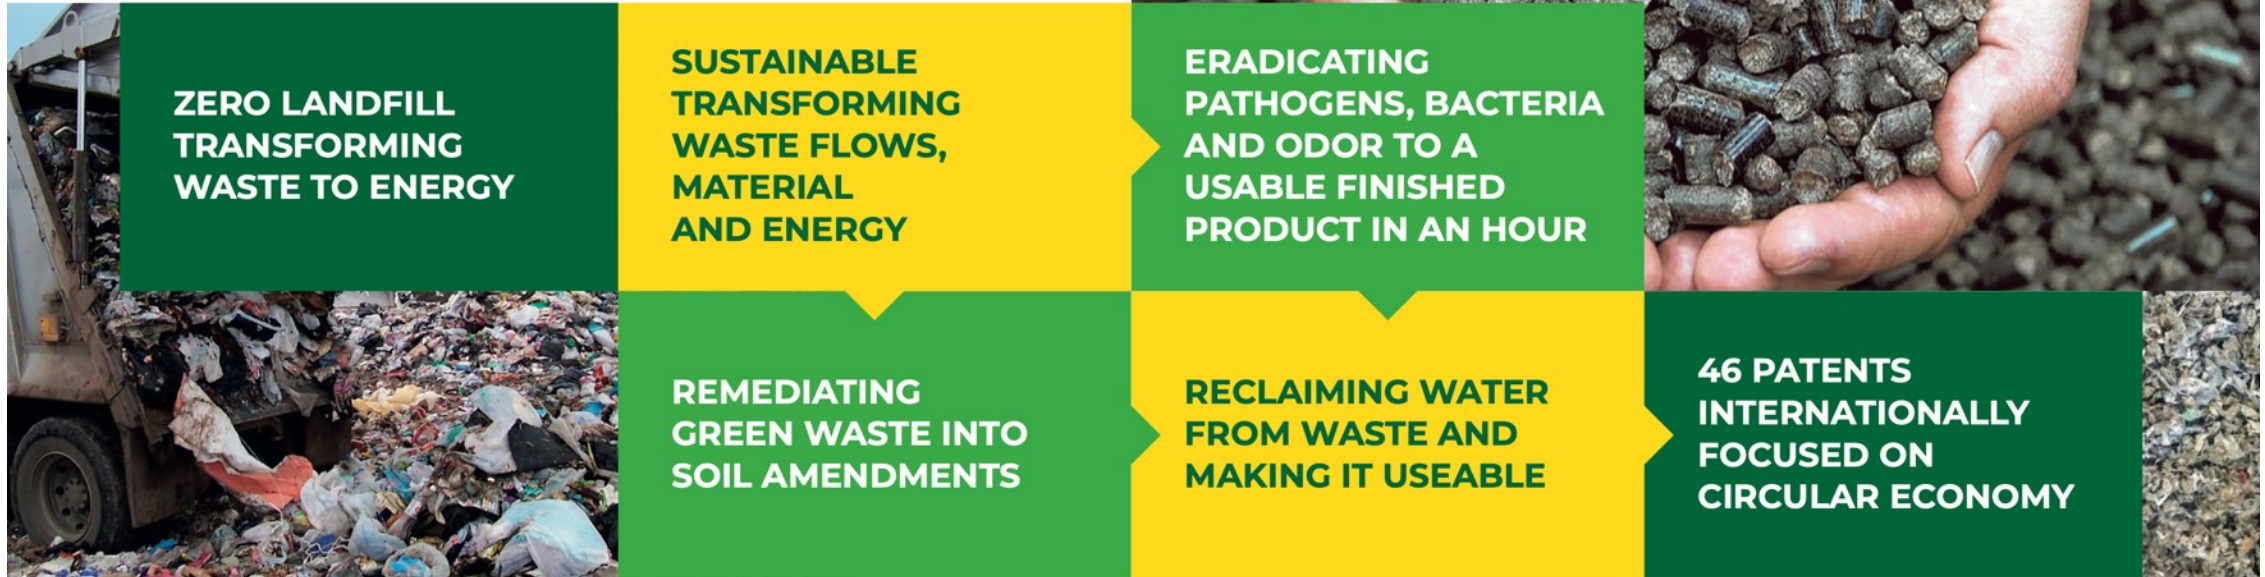 ZERO LANDFILL
TRANSFORMING
WASTE TO ENERGY
SUSTAINABLE
TRANSFORMING
WASTE FLOWS,
MATERIAL
AND ENERGY
ERADICATING
PATHOGENS, BACTERIA
AND ODOR TO A
USABLE FINISHED
PRODUCT IN AN HOUR
REMEDIATING
GREEN WASTE INTO
SOIL AMENDMENTS
RECLAIMING WATER
FROM WASTE AND
MAKING IT USEABLE
46 PATENTS
INTERNATIONALLY
FOCUSED ON
CIRCULAR ECONOMY